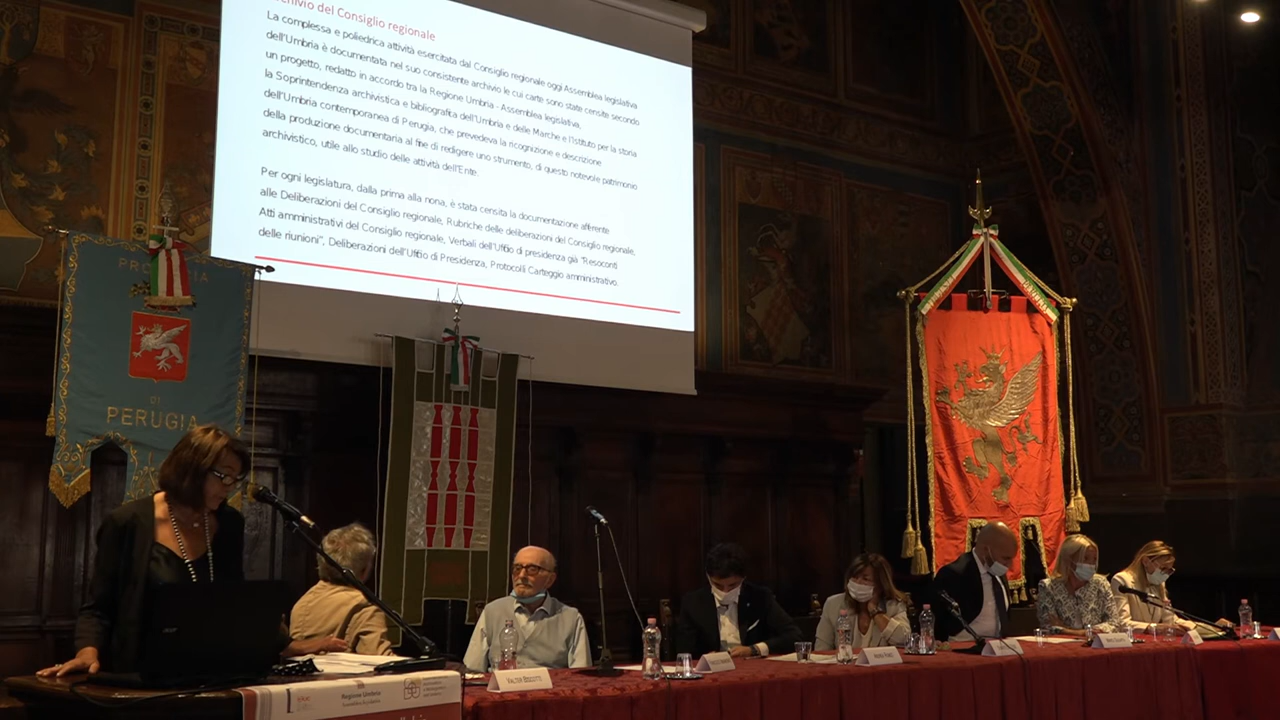 Archivio del Consiglio regionale
La complessa e poliedrica attività esercitata dal Consiglio regionale oggi Assemblea legislativa
dell'Umbria è documentata nel suo consistente archivio le cui carte sono state censite secondo
un progetto, redatto in accordo tra la Regione Umbria - Assemblea legislativa,
la Soprintendenza archivistica e bibliografica dell'Umbria e delle Marche e l'Istituto per la storia
dell'Umbria contemporanea di Perugia, che prevedeva la ricognizione e descrizione
della produzione documentaria al fine di redigere uno strumento, di questo notevole patrimonio
archivistico, utile allo studio delle attività dell'Ente.
Per ogni legislatura, dalla prima alla nona, è stata censita la documentazione afferente
alle Deliberazioni del Consiglio regionale, Rubriche delle deliberazioni del Consiglio regionale,
Atti amministrativi del Consiglio regionale, Verbali dell'Ufficio di presidenza già "Resoconti
delle riunioni", Deliberazioni dell'Ufficio di Presidenza, Protocolli Carteggio amministrativo.
DI
PERUGIA
VALTER BISCOTTI
Regione Umbria